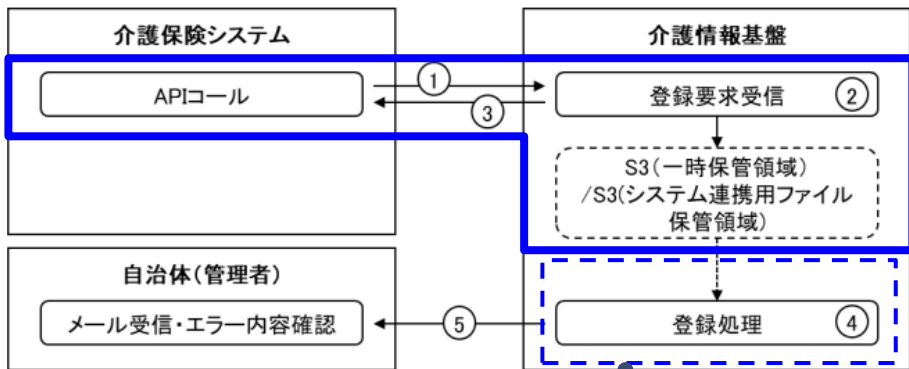 介護保険システム
介護情報基盤
APIコール
①
③
登録要求受信
②
S3(一時保管領域)
/S3(システム連携用ファイル
保管領域)
自治体(管理者)
メール受信・エラー内容確認
⑤
登録処理
④